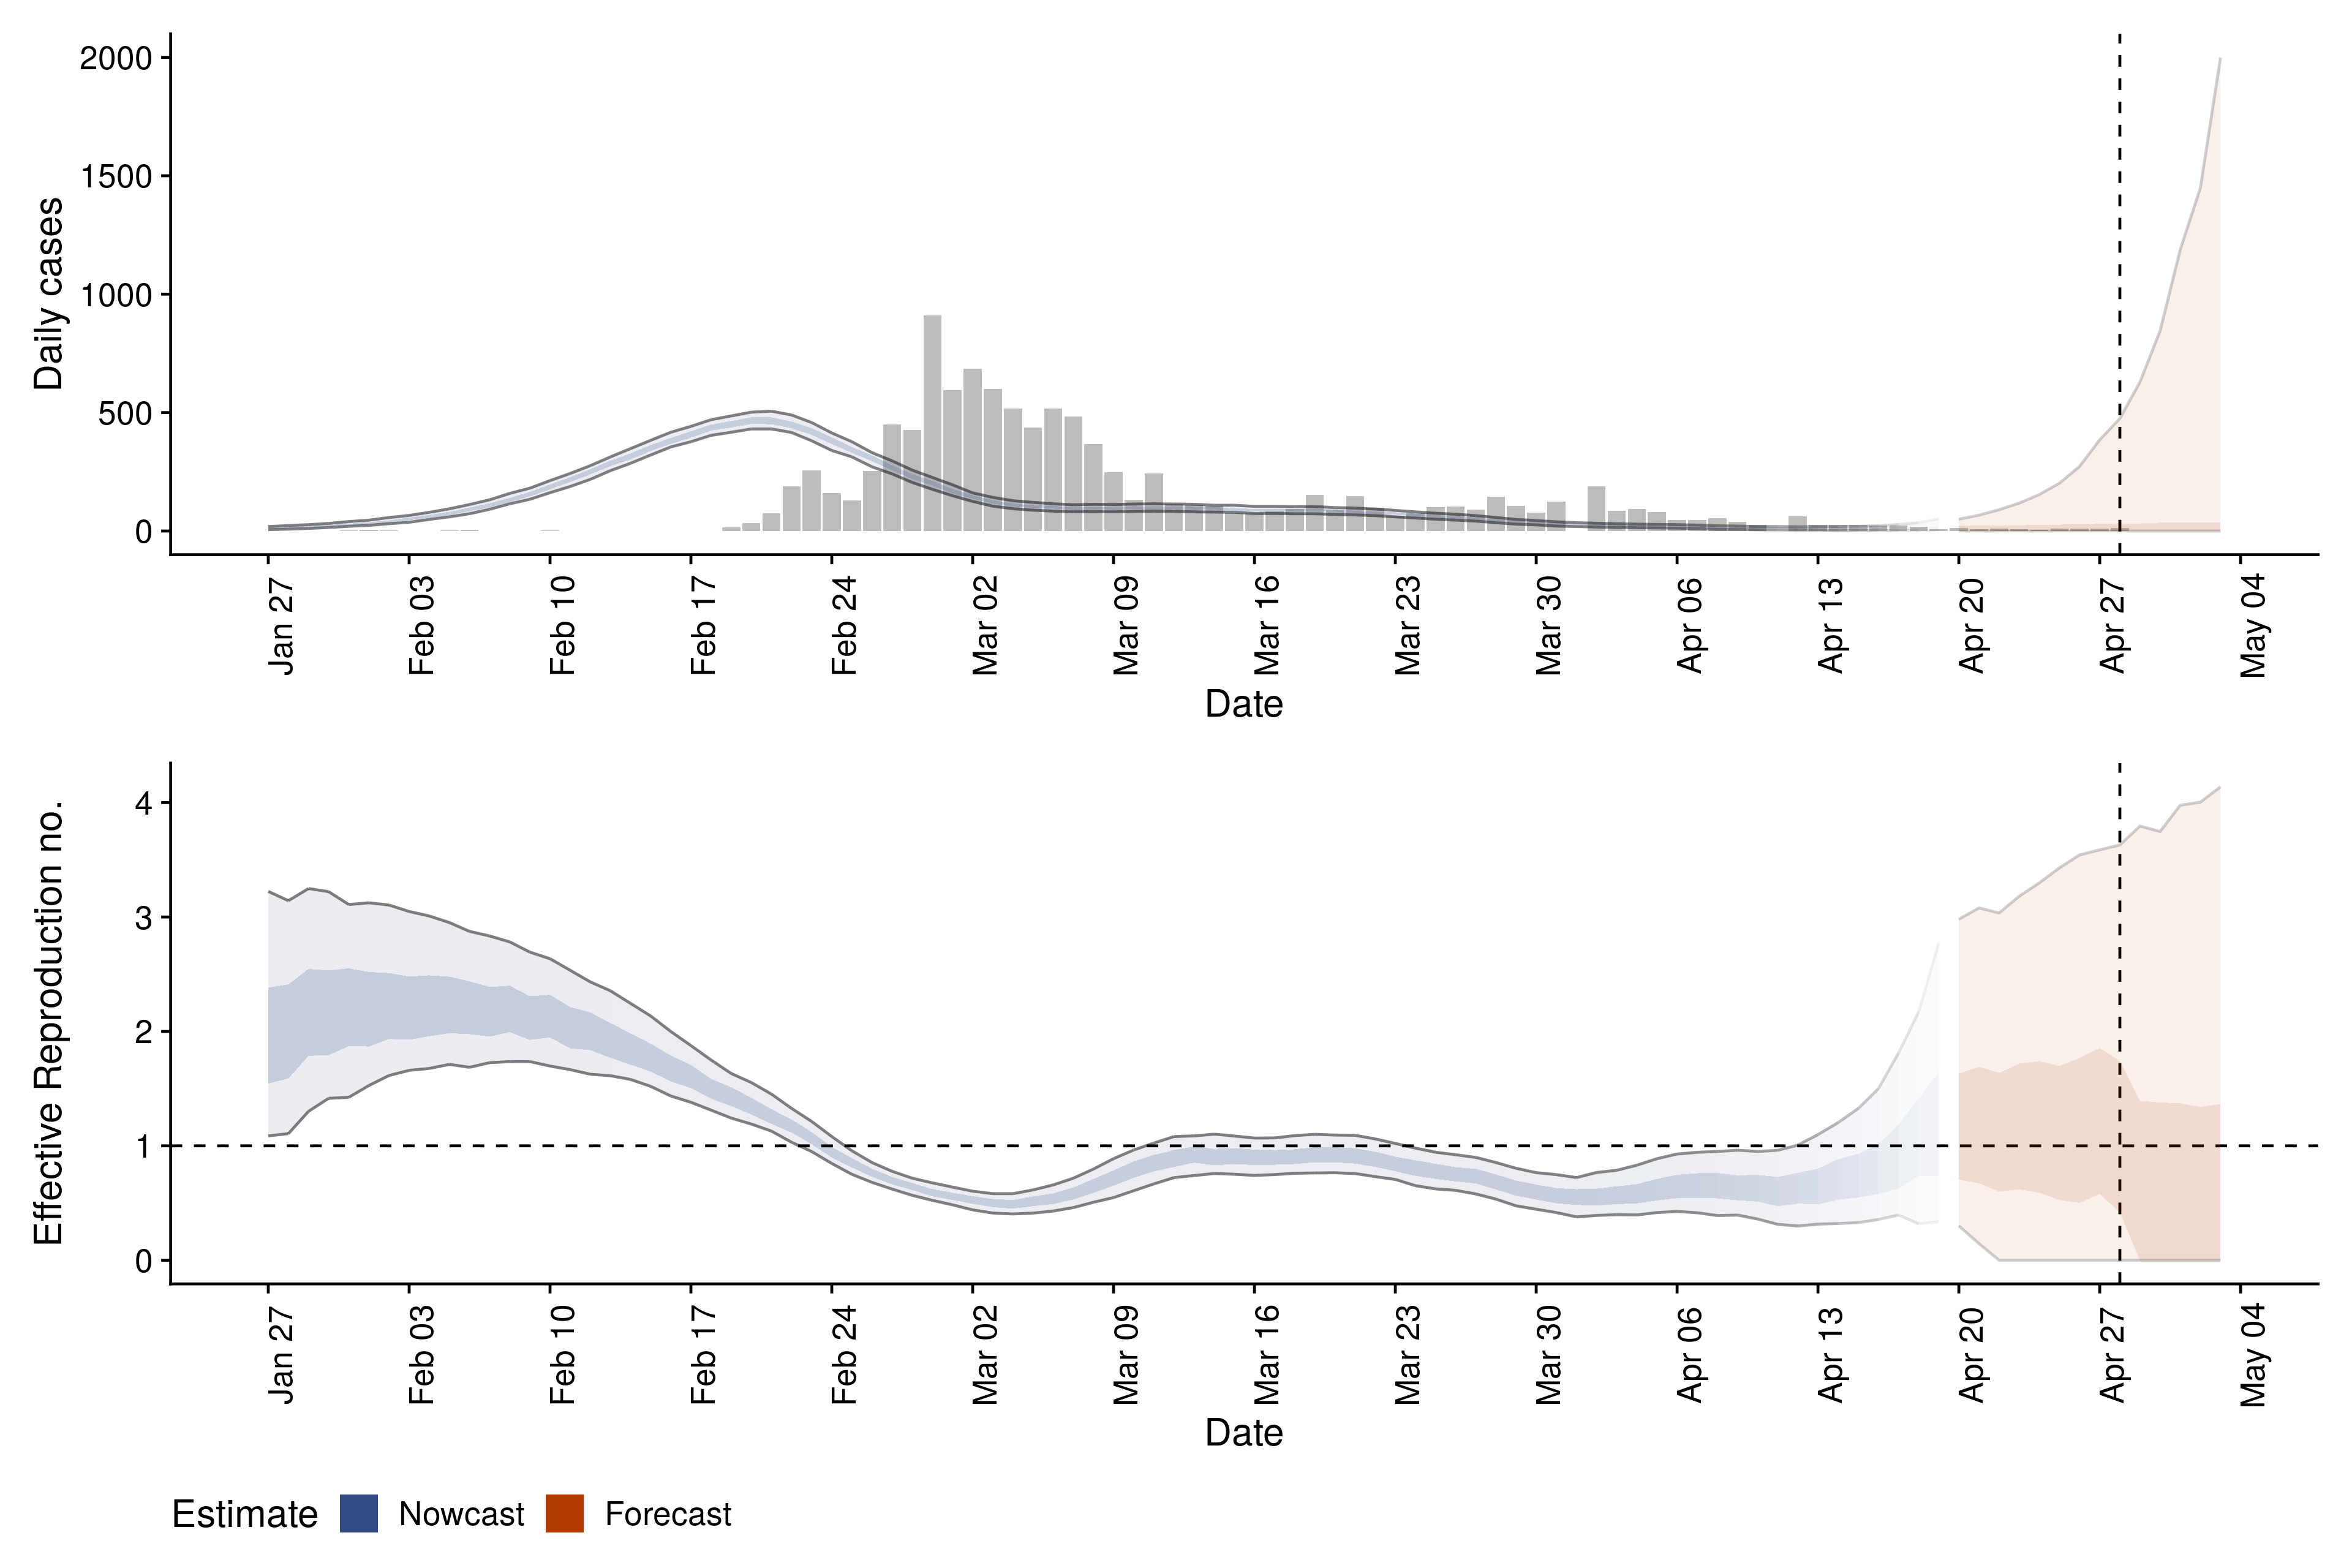 Daily cases
2000
1500
1000
500
0
Jan 27
Feb 03
Feb 10
Feb 17
Feb 24
Mar 02
Mar 09
Mar 16
Mar 23
Mar 30
Apr 06
Apr 13
Apr 20
Apr 27
May 04
Date
Effective Reproduction no.
4
3
2
1
0
Jan 27
Feb 03
Feb 10
Feb 17
Feb 24
Mar 02
Mar 09
Mar 16
Mar 23
Mar 30
Apr 06
Apr 13
Apr 20
Apr 27
May 04
Date
Estimate Nowcast Forecast